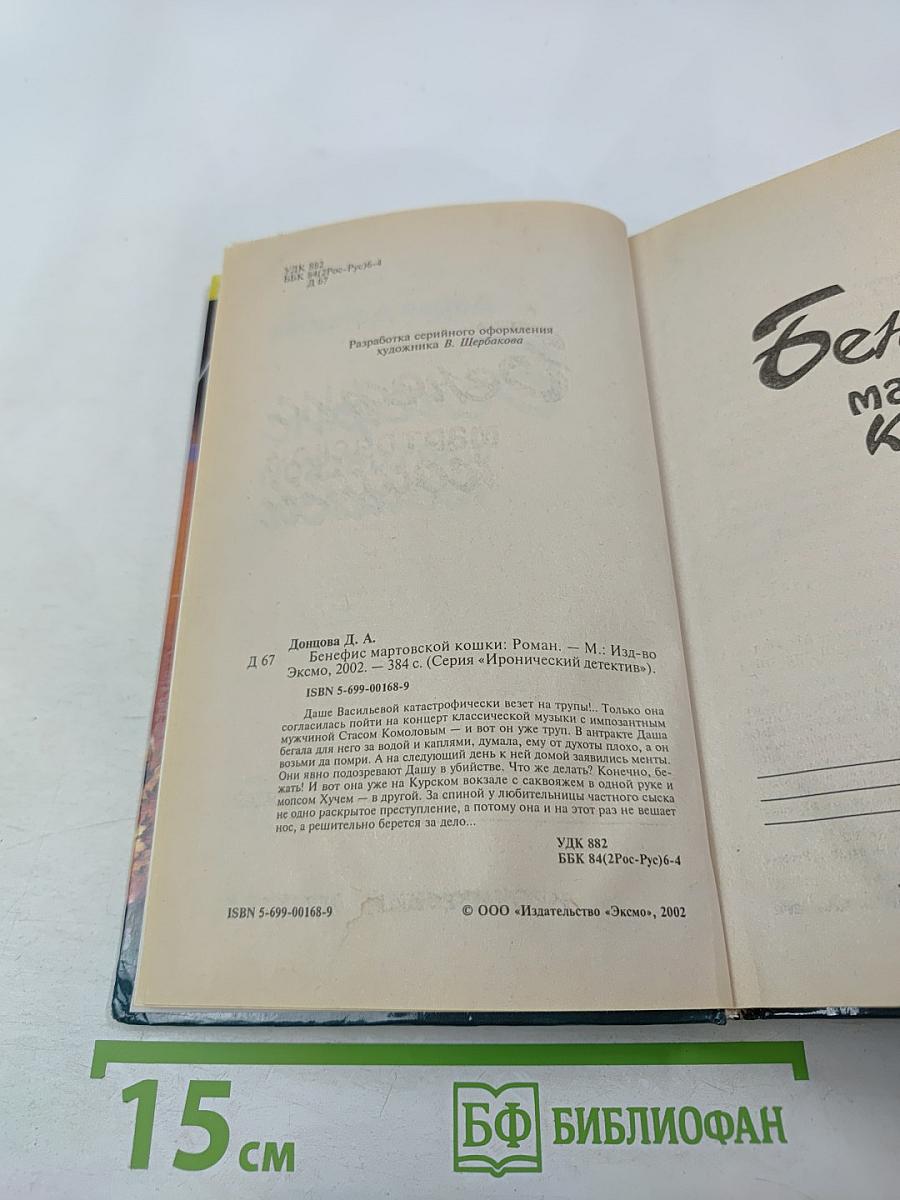 УДК 882
ББК 84(2Рос-Рус)6-4
Д 67
Разработка серийного оформления
художника В. Щербакова
Донцова Д. А.
Д 67 Бенефис мартовской кошки: Роман. — М.: Изд-во
Эксмо, 2002. — 384 с. (Серия «Иронический детектив»).
ISBN 5-699-00168-9
Даше Васильевой катастрофически везет на трупы!.. Только она
согласилась пойти на концерт классической музыки с импозантным
мужчиной Стасом Комоловым — и вот он уже труп. В антракте Даша
бегала для него за водой и каплями, думала, ему от духоты плохо, а он
возьми да помри. А на следующий день к ней домой заявились менты.
Они явно подозревают Дашу в убийстве. Что же делать? Конечно, бе-
жать! И вот она уже на Курском вокзале с саквояжем в одной руке и
мопсом Хучем — в другой. За спиной у любительницы частного сыска
не одно раскрытое преступление, а потому она и на этот раз не вешает
нос, а решительно берется за дело...
УДК 882
ББК 84(2Рос-Рус)6-4
ISBN 5-699-00168-9 © ООО «Издательство «Эксмо», 2002
Бен
ма
к
15 см БФ БИБЛИОФАН